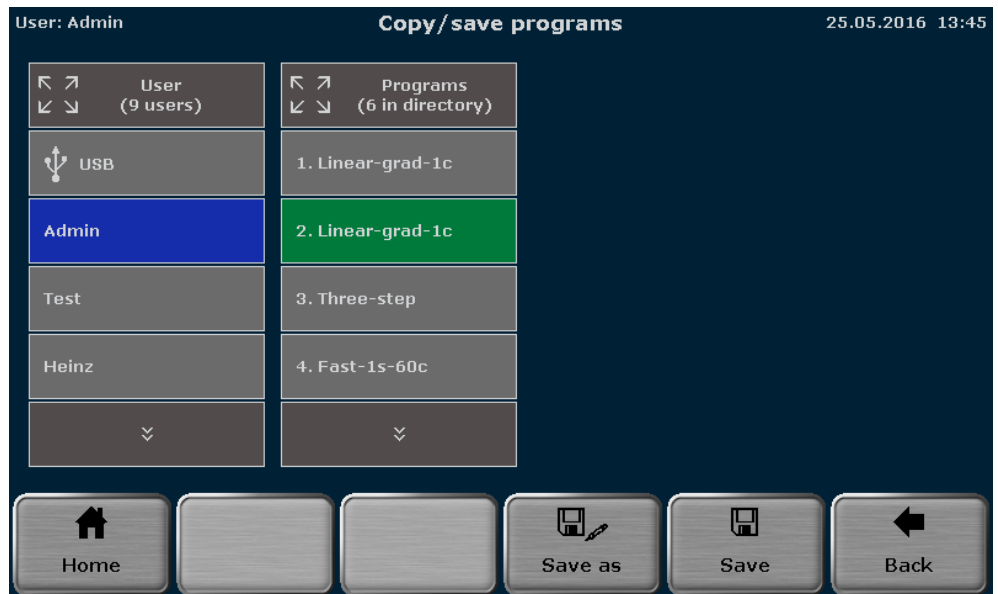 User: Admin
Copy/save programs
25.05.2016 13:45
User
(9 users)
Programs
(6 in directory)
USB
1. Linear-grad-1c
Admin
2. Linear-grad-1c
Test
3. Three-step
Heinz
4. Fast-1s-60c
Home
Save as
Save
Back